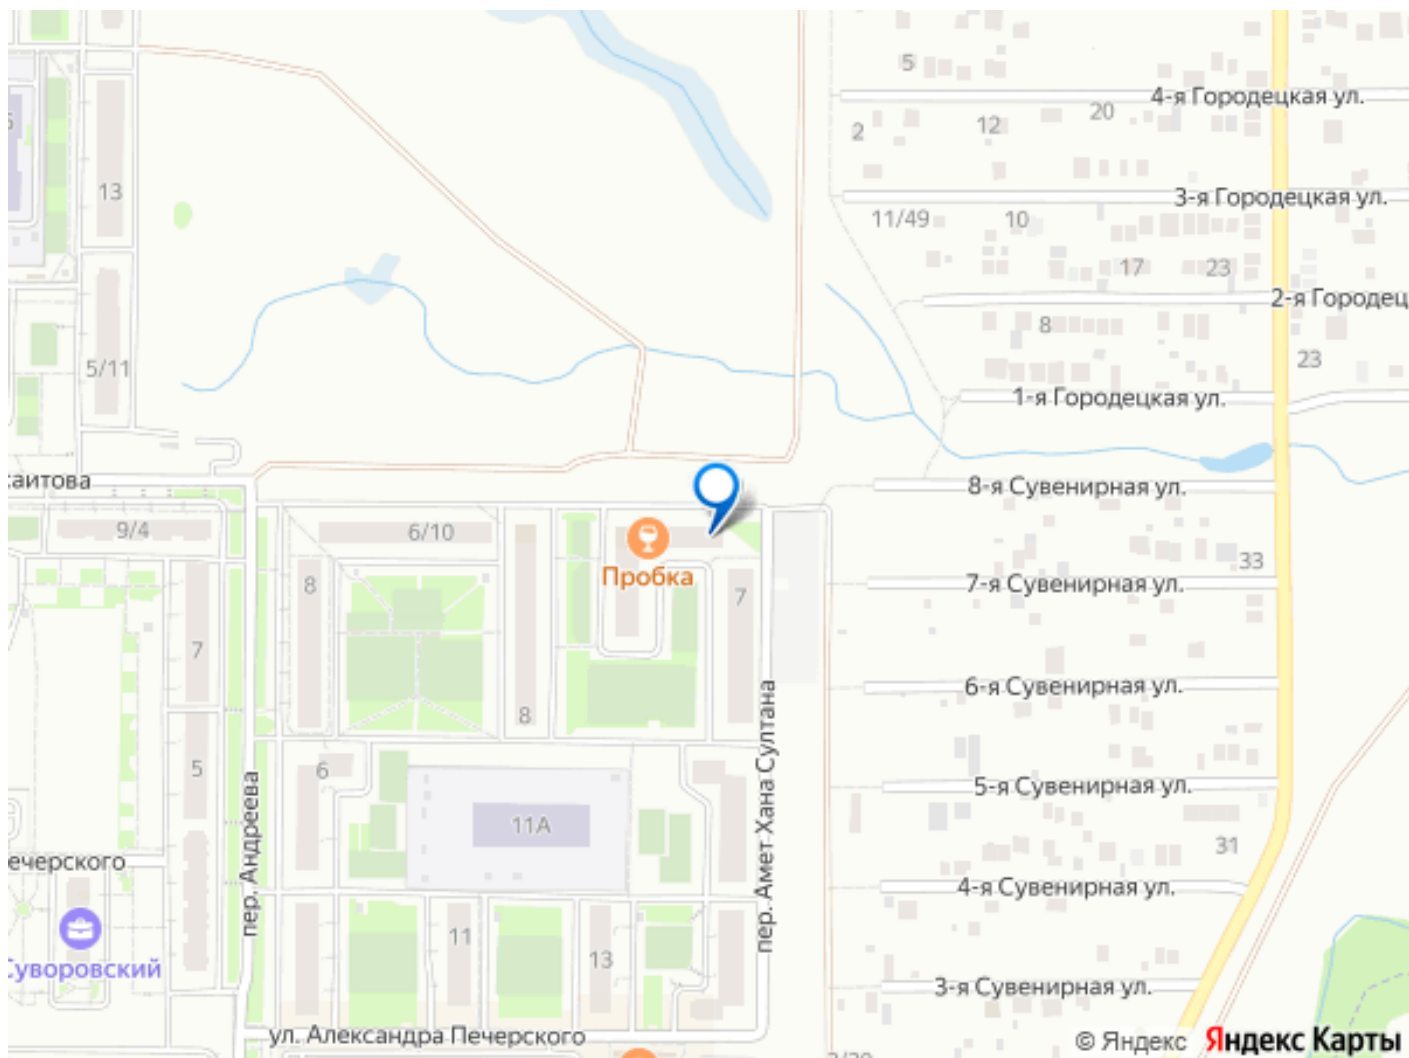 5
4-я Городецкая ул.
20
12
2
13
3-я Городецкая ул.
11/49
10
17
23
2-я Городец
8
5/11
23
1-я Городецкая ул.
саитова
8-я Сувенирная ул.
9/4
6/10
Пробка
33
7-я Сувенирная ул.
8
7
7
6-я Сувенирная ул.
8
пер. Амет-Хана Султана
5
6
пер. Андреева
5-я Сувенирная ул.
11А
31
ечерского
4-я Сувенирная ул.
11
13
Суворовский
3-я Сувенирная ул.
ул. Александра Печерского
© Яндекс Яндекс Карты